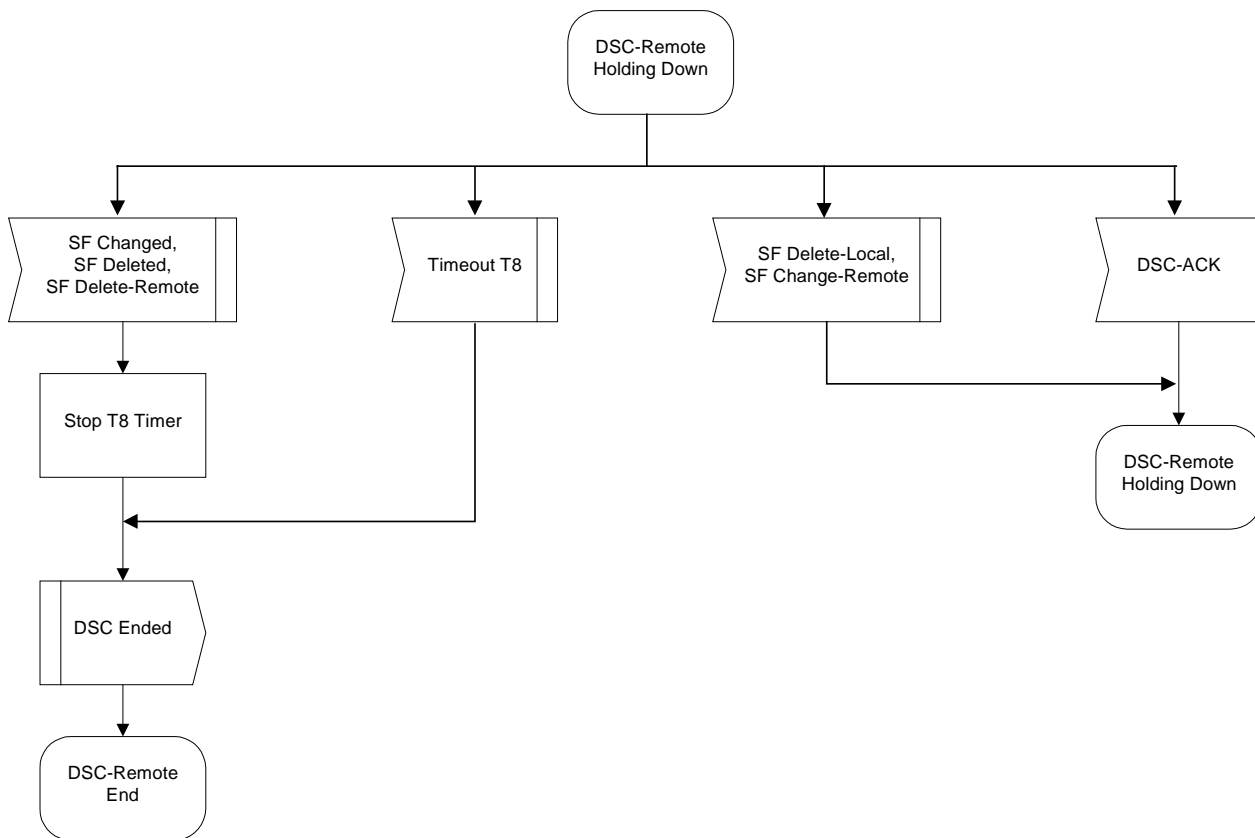 DSC-Remote
Holding Down
SF Changed,
SF Deleted,
SF Delete-Remote
Timeout T8
SF Delete-Local,
SF Change-Remote
DSC-ACK
Stop T8 Timer
DSC-Remote
Holding Down
DSC Ended
DSC-Remote
End